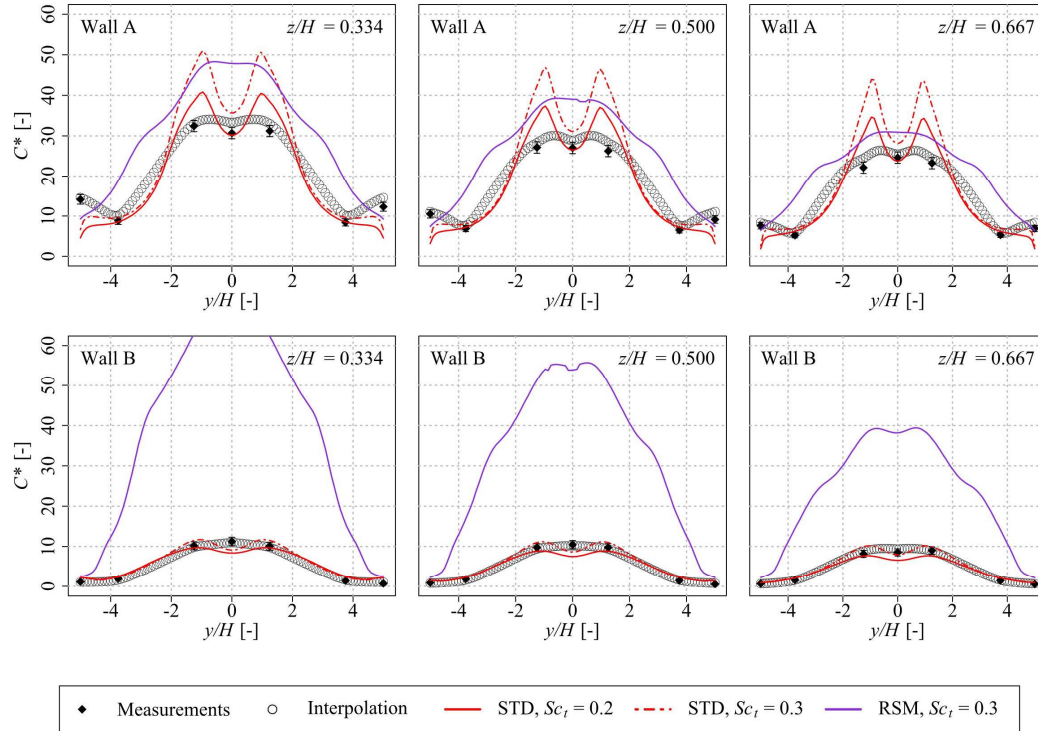 Wall A z/H = 0.334
Wall A z/H = 0.500
Wall A z/H = 0.667
C* [-]
60
50
40
30
20
10
0
-4 -2 0 2 4
-4 -2 0 2 4
-4 -2 0 2 4
y/H [-]
y/H [-]
y/H [-]
Wall B z/H = 0.334
Wall B z/H = 0.500
Wall B z/H = 0.667
C* [-]
60
50
40
30
20
10
0
-4 -2 0 2 4
-4 -2 0 2 4
-4 -2 0 2 4
y/H [-]
y/H [-]
y/H [-]
Measurements Interpolation STD, Sct = 0.2 STD, Sct = 0.3 RSM, Sct = 0.3